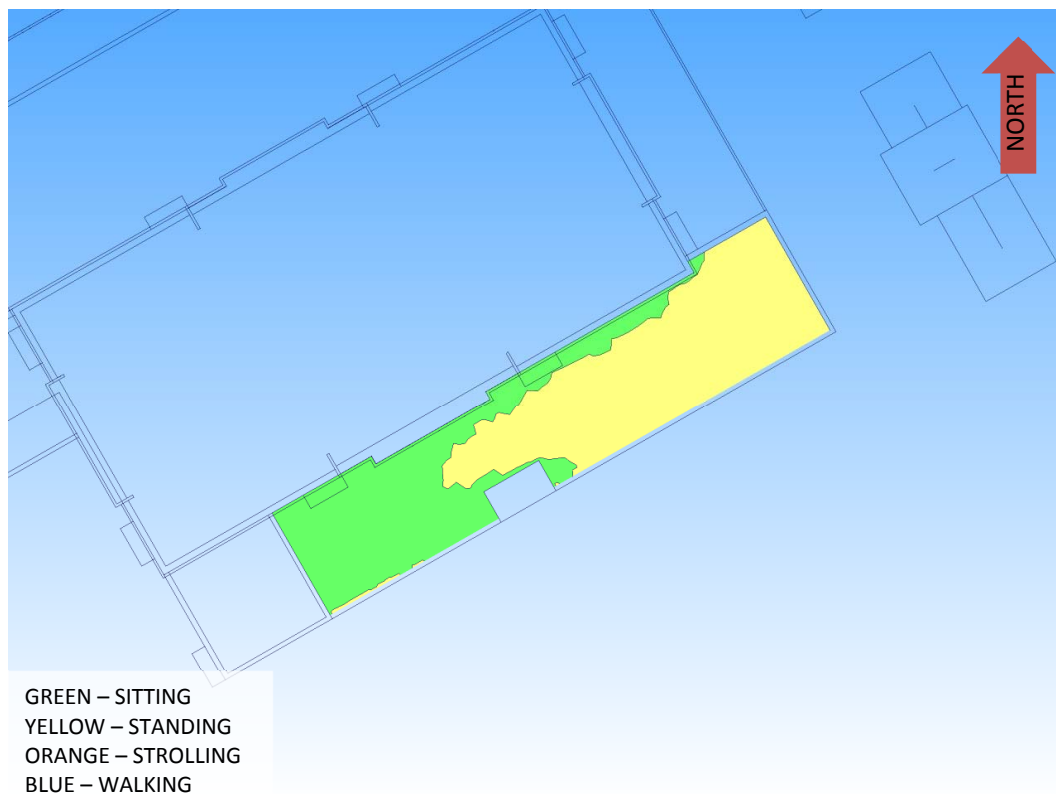 NORTH
GREEN – SITTING
YELLOW – STANDING
ORANGE – STROLLING
BLUE – WALKING